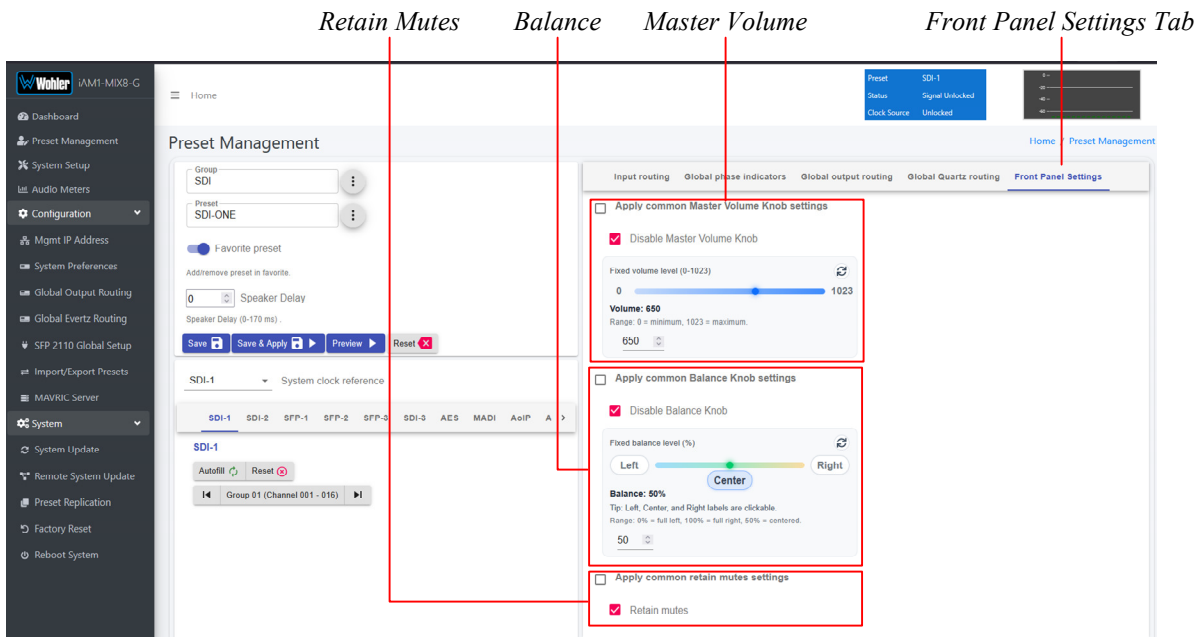 Retain Mutes Balance Master Volume Front Panel Settings Tab
Wohler iAM1-MIX8-G
Dashboard
Preset Management
System Setup
Audio Meters
Configuration
Mgmt IP Address
System Preferences
Global Output Routing
Global Evertz Routing
SFP 2110 Global Setup
Import/Export Presets
MAVRIC Server
System
System Update
Remote System Update
Preset Replication
Factory Reset
Reboot System
Home
Preset SDI-1
Status Signal Unlocked
Clock Source Unlocked
0
-20
-40
-60
Preset Management
Home / Preset Management
Group
SDI
Preset
SDI-ONE
Favorite preset
Add/remove preset in favorite.
0 Speaker Delay
Speaker Delay (0-170 ms) .
Save Save & Apply Preview Reset
SDI-1 System clock reference
SDI-1 SDI-2 SFP-1 SFP-2 SFP-3 SDI-3 AES MADI AoIP A
SDI-1
Autofill Reset
Group 01 (Channel 001 - 016)
Input routing Global phase indicators Global output routing Global Quartz routing Front Panel Settings
Apply common Master Volume Knob settings
Disable Master Volume Knob
Fixed volume level (0-1023)
0 1023
Volume: 650
Range: 0 = minimum, 1023 = maximum.
650
Apply common Balance Knob settings
Disable Balance Knob
Fixed balance level (%)
Left Right
Center
Balance: 50%
Tip: Left, Center, and Right labels are clickable.
Range: 0% = full left, 100% = full right, 50% = centered.
50
Apply common retain mutes settings
Retain mutes